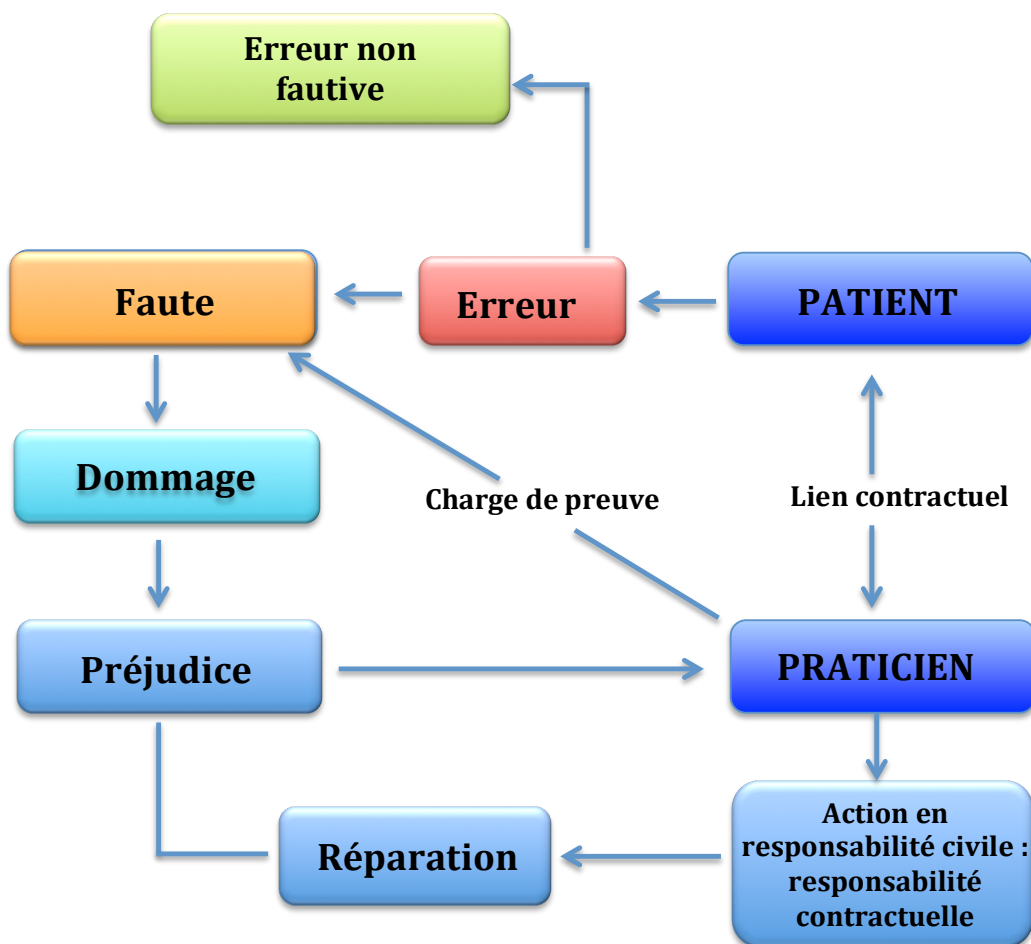 Erreur non
fautive
Faute
Erreur
PATIENT
Dommage
Charge de preuve
Lien contractuel
Préjudice
PRATICIEN
Réparation
Action en
responsabilité civile :
responsabilité
contractuelle